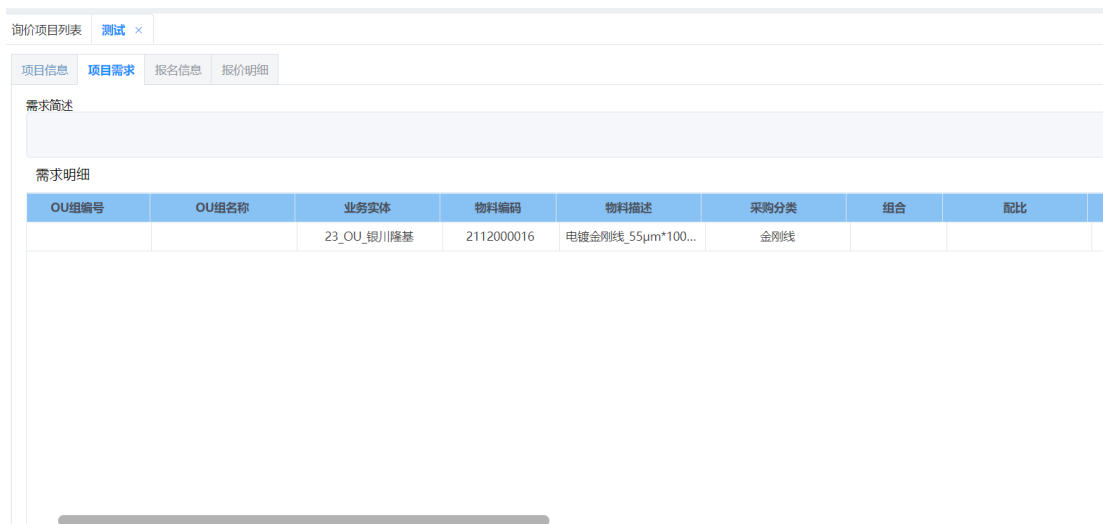 询价项目列表 测试 ×
项目信息 项目需求 报名信息 报价明细
需求简述
需求明细
OU组编号 OU组名称 业务实体 物料编码 物料描述 采购分类 组合 配比
23_OU_银川隆基 2112000016 电镀金刚线_55μm*100... 金刚线